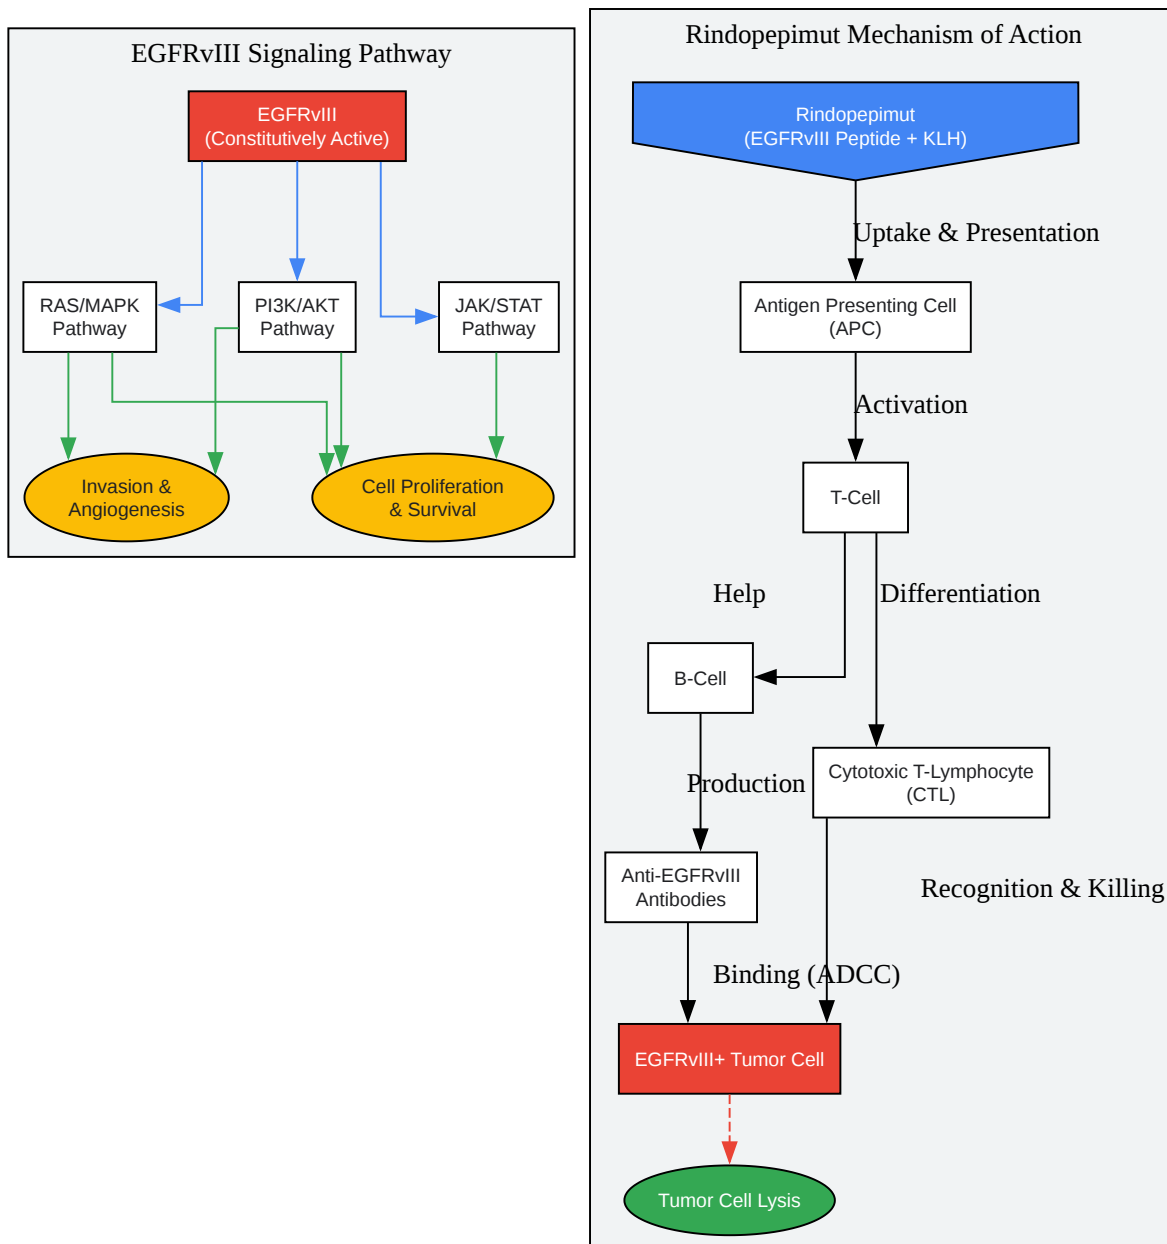 EGFRvIII Signaling Pathway
EGFRvIII
(Constitutively Active)
RAS/MAPK
Pathway
PI3K/AKT
Pathway
JAK/STAT
Pathway
Invasion &
Angiogenesis
Cell Proliferation
& Survival
Rindopepimut Mechanism of Action
Rindopepimut
(EGFRvIII Peptide + KLH)
Uptake & Presentation
Antigen Presenting Cell
(APC)
Activation
T-Cell
Help
Differentiation
B-Cell
Production
Cytotoxic T-Lymphocyte
(CTL)
Anti-EGFRvIII
Antibodies
Recognition & Killing
Binding (ADCC)
EGFRvIII+ Tumor Cell
Tumor Cell Lysis